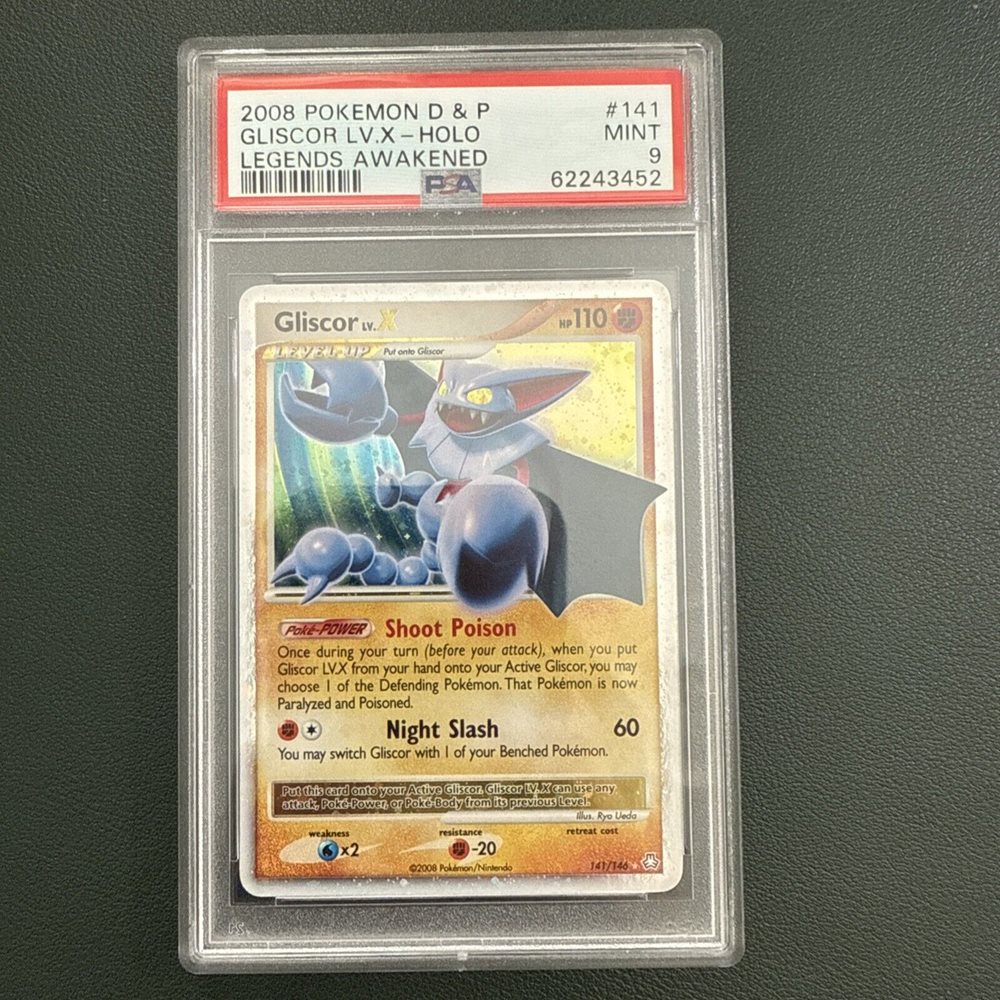 2008 POKEMON D & P #141
GLISCOR LV.X – HOLO MINT
LEGENDS AWAKENED 9
PSA 62243452
Gliscor LV.X HP 110
LEVEL-UP Put onto Gliscor
Poké-POWER Shoot Poison
Once during your turn (before your attack), when you put
Gliscor LV.X from your hand onto your Active Gliscor, you may
choose 1 of the Defending Pokémon. That Pokémon is now
Paralyzed and Poisoned.
Night Slash 60
You may switch Gliscor with 1 of your Benched Pokémon.
Put this card onto your Active Gliscor. Gliscor LV.X can use any
attack, Poké-Power, or Poké-Body from its previous Level.
Illus. Ryo Ueda
weakness resistance retreat cost
x2 -20
©2008 Pokémon/Nintendo 141/146